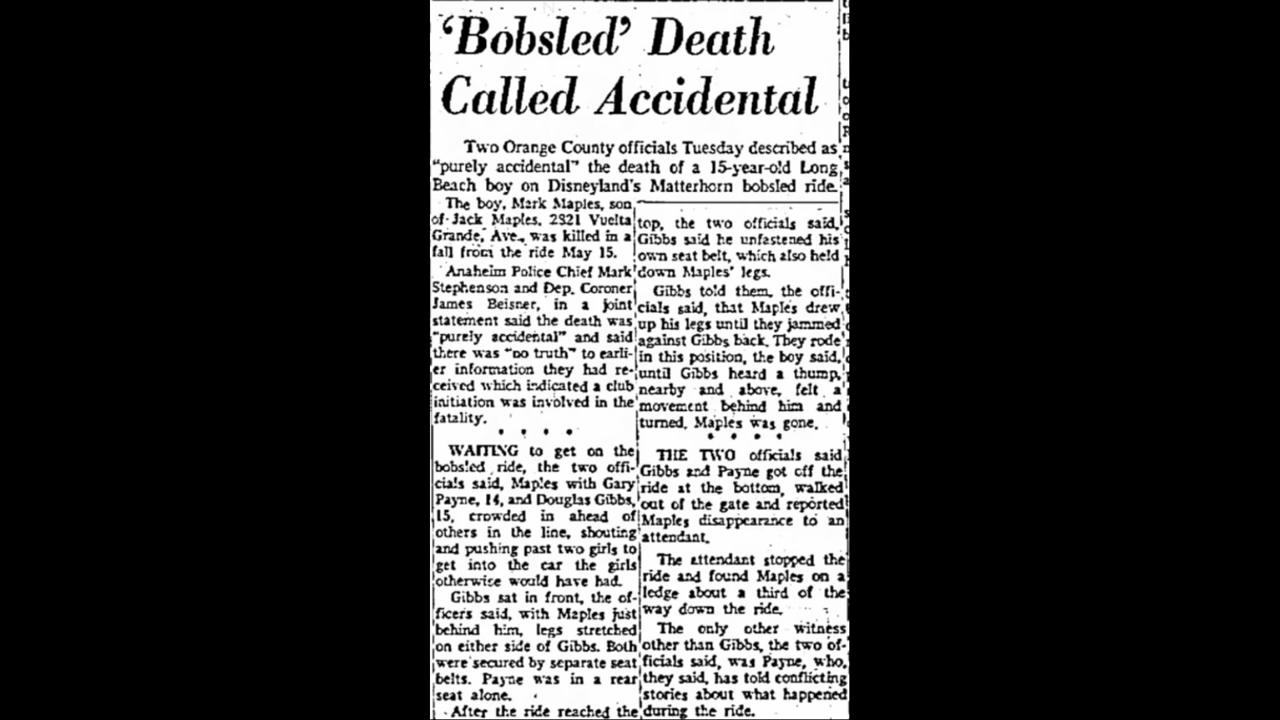 ‘Bobsled’ Death
Called Accidental
Two Orange County officials Tuesday described as
“purely accidental” the death of a 15-year-old Long
Beach boy on Disneyland's Matterhorn bobsled ride.
The boy, Mark Maples, son
of Jack Maples, 2321 Vuelta
Grande, Ave., was killed in a
fall from the ride May 15.
Anaheim Police Chief Mark
Stephenson and Dep. Coroner
James Beisner, in a joint
statement said the death was
“purely accidental” and said
there was “no truth” to earli-
er information they had re-
ceived which indicated a club
initiation was involved in the
fatality.
• • • •
WAITING to get on the
bobsled ride, the two offi-
cials said, Maples with Gary
Payne, 14, and Douglas Gibbs,
15, crowded in ahead of
others in the line, shouting
and pushing past two girls to
get into the car the girls
otherwise would have had.
Gibbs sat in front, the of-
ficers said, with Maples just
behind him, legs stretched
on either side of Gibbs. Both
were secured by separate seat
belts. Payne was in a rear
seat alone.
After the ride reached the
top, the two officials said,
Gibbs said he unfastened his
own seat belt, which also held
down Maples' legs.
Gibbs told them, the offi-
cials said, that Maples drew
up his legs until they jammed
against Gibbs back. They rode
in this position, the boy said,
until Gibbs heard a thump,
nearby and above, felt a
movement behind him and
turned. Maples was gone.
• • • •
THE TWO officials said
Gibbs and Payne got off the
ride at the bottom, walked
out of the gate and reported
Maples disappearance to an
attendant.
The attendant stopped the
ride and found Maples on a
ledge about a third of the
way down the ride.
The only other witness
other than Gibbs, the two of-
ficials said, was Payne, who,
they said, has told conflicting
stories about what happened
during the ride.